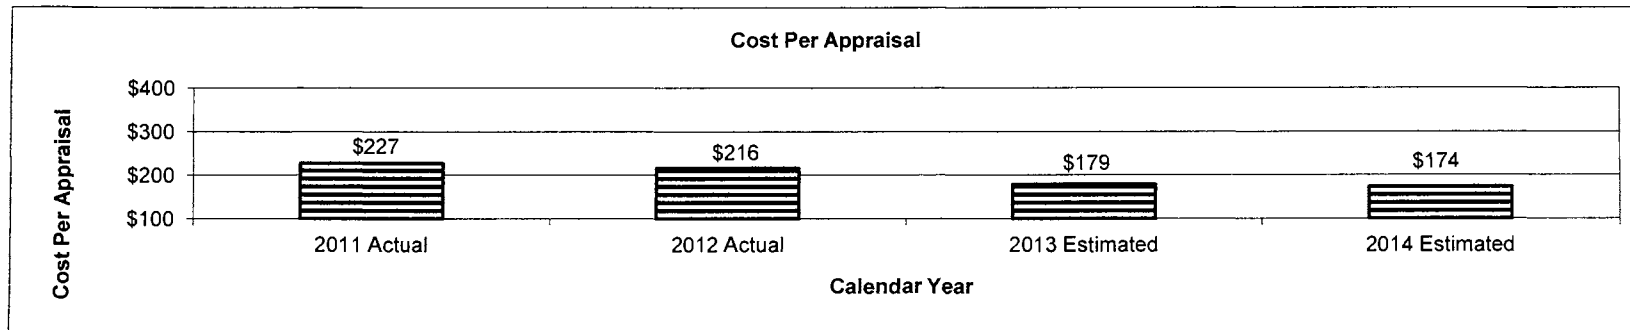 Cost Per Appraisal
Cost Per Appraisal
$400
$300
$200
$100
$227
$216
$179
$174
2011 Actual
2012 Actual
2013 Estimated
2014 Estimated
Calendar Year